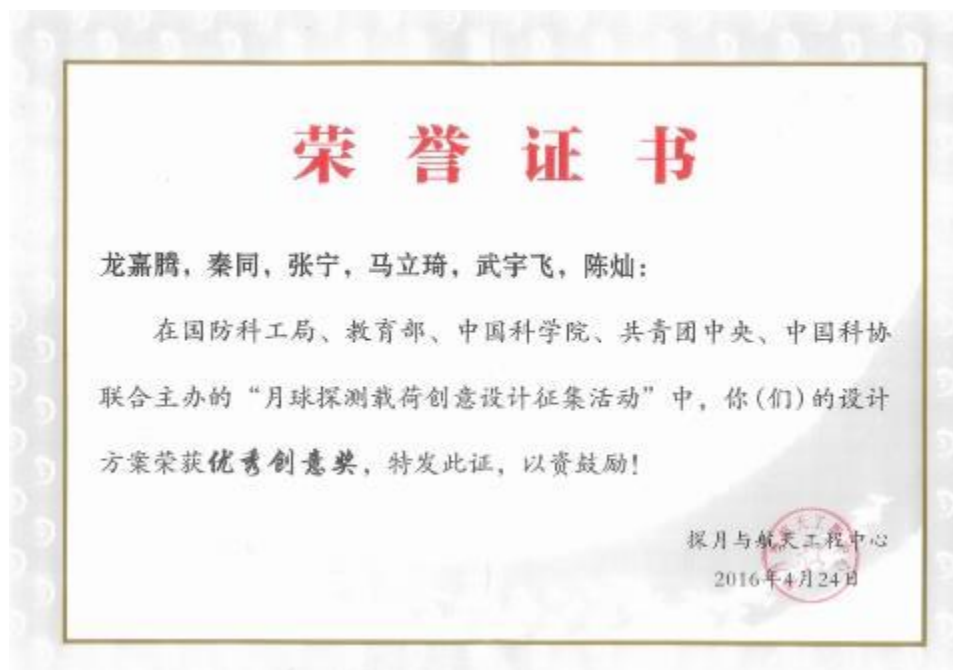 荣誉证书
龙嘉腾，秦同，张宁，马立琦，武宇飞，陈灿：
在国防科工局、教育部、中国科学院、共青团中央、中国科协
联合主办的“月球探测载荷创意设计征集活动”中，你(们)的设计
方案荣获优秀创意奖，特发此证，以资鼓励！
探月与航天工程中心
2016年4月24日